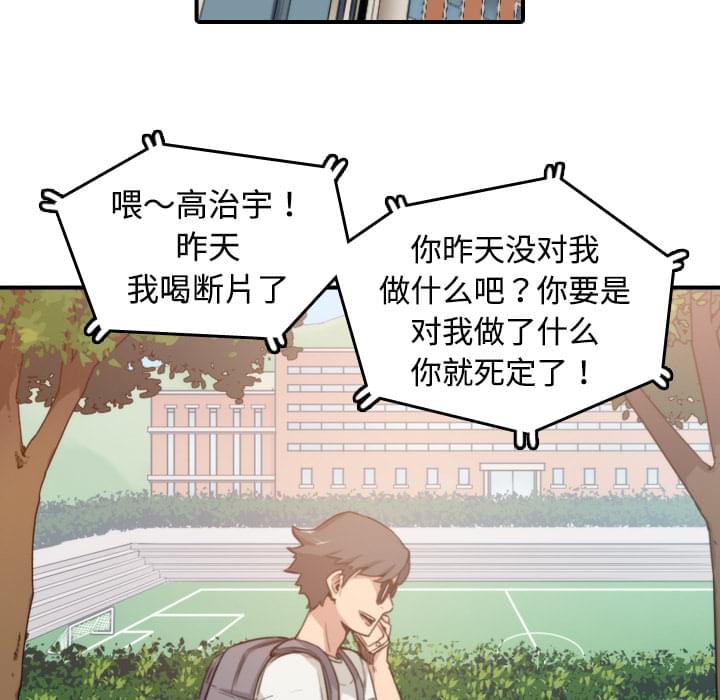 喂～高治宇！
昨天
我喝断片了
你昨天没对我
做什么吧？你要是
对我做了什么
你就死定了！